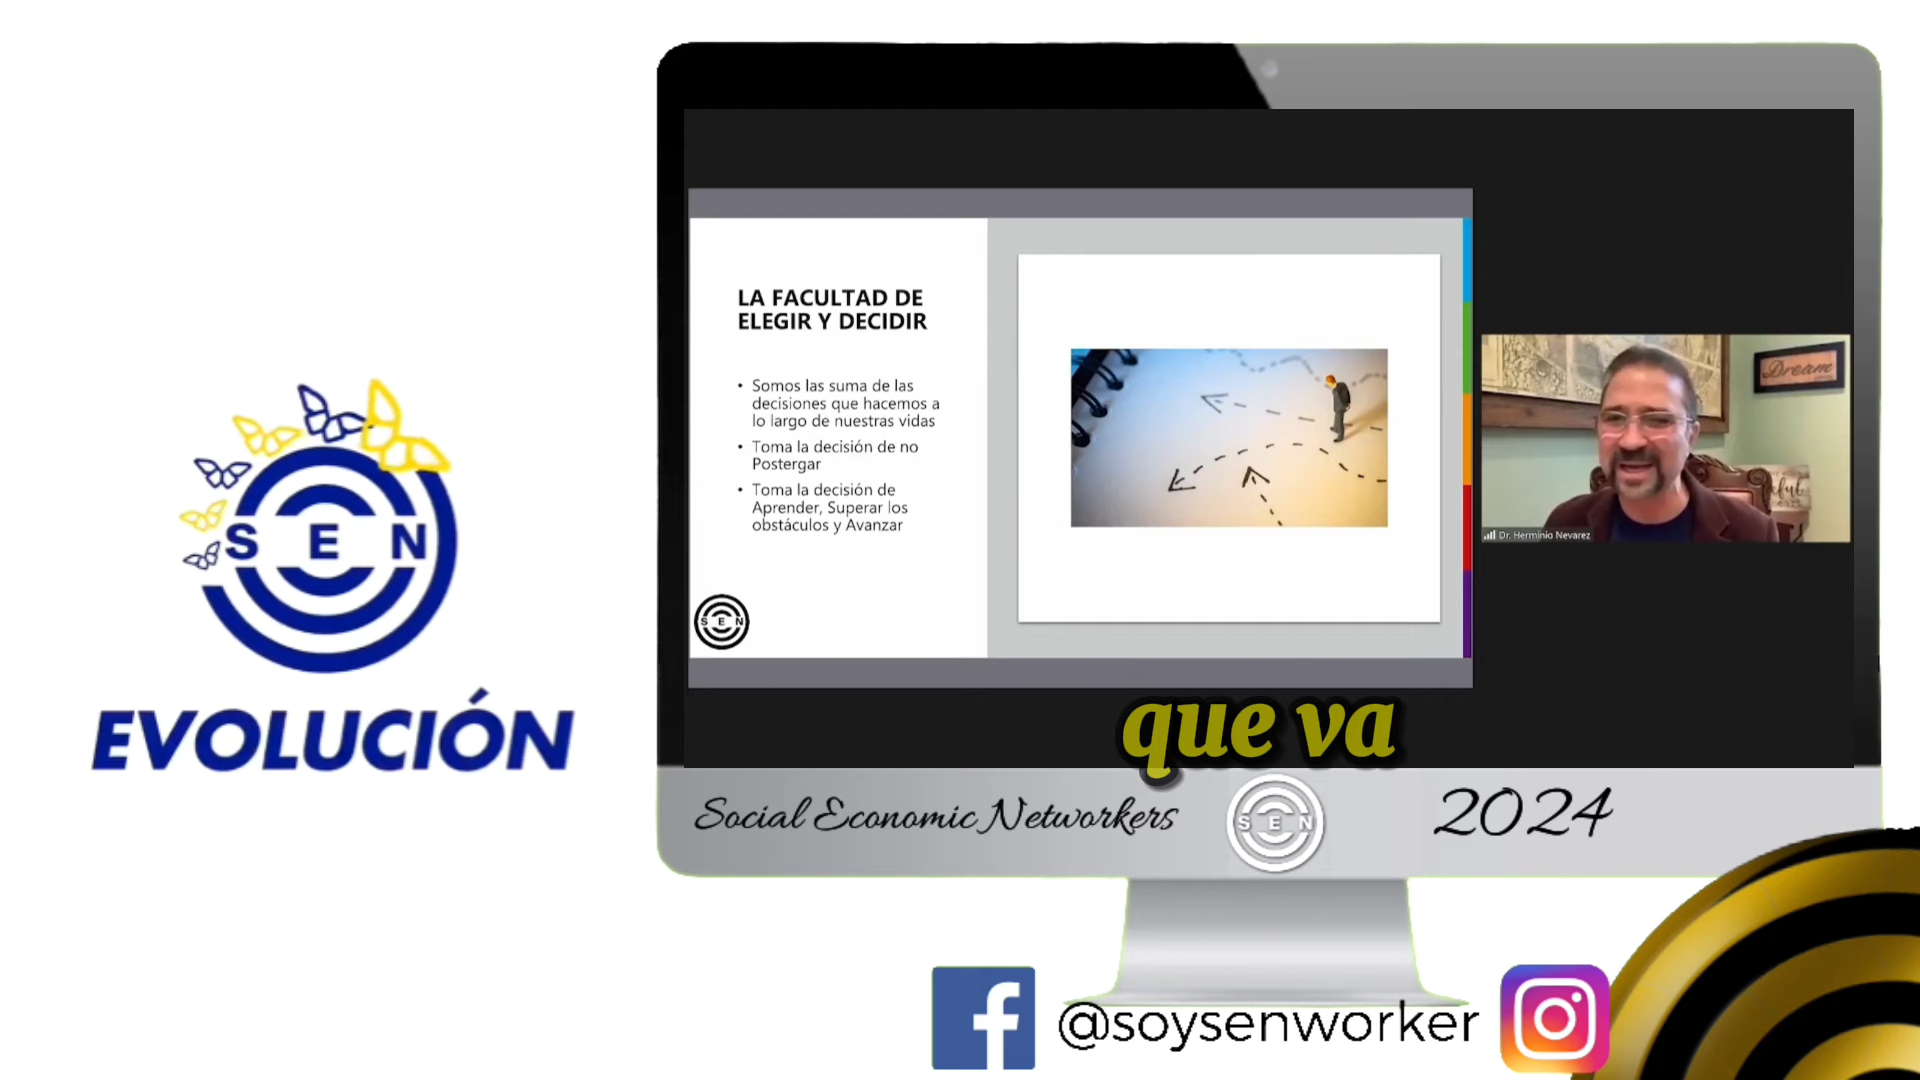 S E N
EVOLUCIÓN
LA FACULTAD DE
ELEGIR Y DECIDIR
• Somos las suma de las
decisiones que hacemos a
lo largo de nuestras vidas
• Toma la decisión de no
Postergar
• Toma la decisión de
Aprender, Superar los
obstáculos y Avanzar
S E N
Dream
Dr. Herminio Nevarez
que va
Social Economic Networkers
S E N
2024
@soysenworker